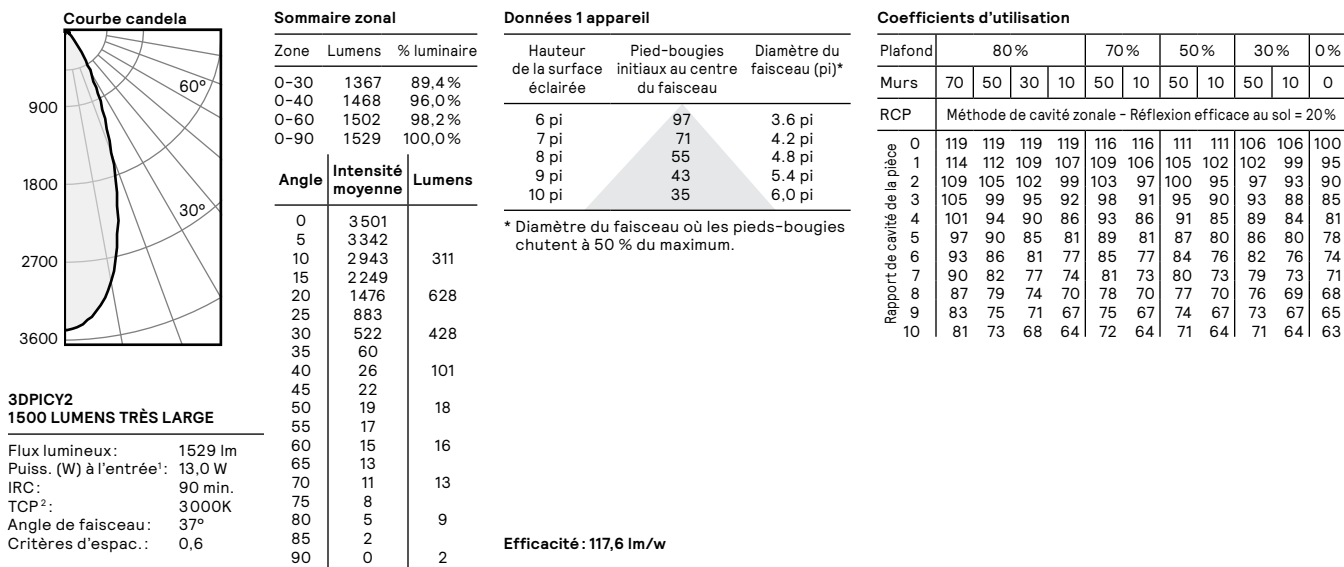 Courbe candela
60°
900
1800
30°
2700
3600
3DPICY2
1500 LUMENS TRÈS LARGE
Flux lumineux: 1529 lm
Puiss. (W) à l'entrée¹: 13,0 W
IRC: 90 min.
TCP²: 3000K
Angle de faisceau: 37°
Critères d'espac.: 0,6
Sommaire zonal
Zone Lumens % luminaire
0-30 1367 89,4%
0-40 1468 96,0%
0-60 1502 98,2%
0-90 1529 100,0%
Angle Intensité moyenne Lumens
0 3501
5 3342
10 2943 311
15 2249
20 1476 628
25 883
30 522 428
35 60
40 26 101
45 22
50 19 18
55 17
60 15 16
65 13
70 11 13
75 8
80 5 9
85 2
90 0 2
Données 1 appareil
Hauteur Pied-bougies Diamètre du
de la surface initiaux au centre faisceau (pi)*
éclairée du faisceau
6 pi 97 3.6 pi
7 pi 71 4.2 pi
8 pi 55 4.8 pi
9 pi 43 5.4 pi
10 pi 35 6,0 pi
* Diamètre du faisceau où les pieds-bougies
chutent à 50 % du maximum.
Efficacité: 117,6 lm/w
Coefficients d'utilisation
Plafond 80% 70% 50% 30% 0%
Murs 70 50 30 10 50 10 50 10 50 10 0
RCP Méthode de cavité zonale - Réflexion efficace au sol = 20%
Rapport de cavité de la pièce
0 119 119 119 119 116 116 111 111 106 106 100
1 114 112 109 107 109 106 105 102 102 99 95
2 109 105 102 99 103 97 100 95 97 93 90
3 105 99 95 92 98 91 95 90 93 88 85
4 101 94 90 86 93 86 91 85 89 84 81
5 97 90 85 81 89 81 87 80 86 80 78
6 93 86 81 77 85 77 84 76 82 76 74
7 90 82 77 74 81 73 80 73 79 73 71
8 87 79 74 70 78 70 77 70 76 69 68
9 83 75 71 67 75 67 74 67 73 67 65
10 81 73 68 64 72 64 71 64 71 64 63